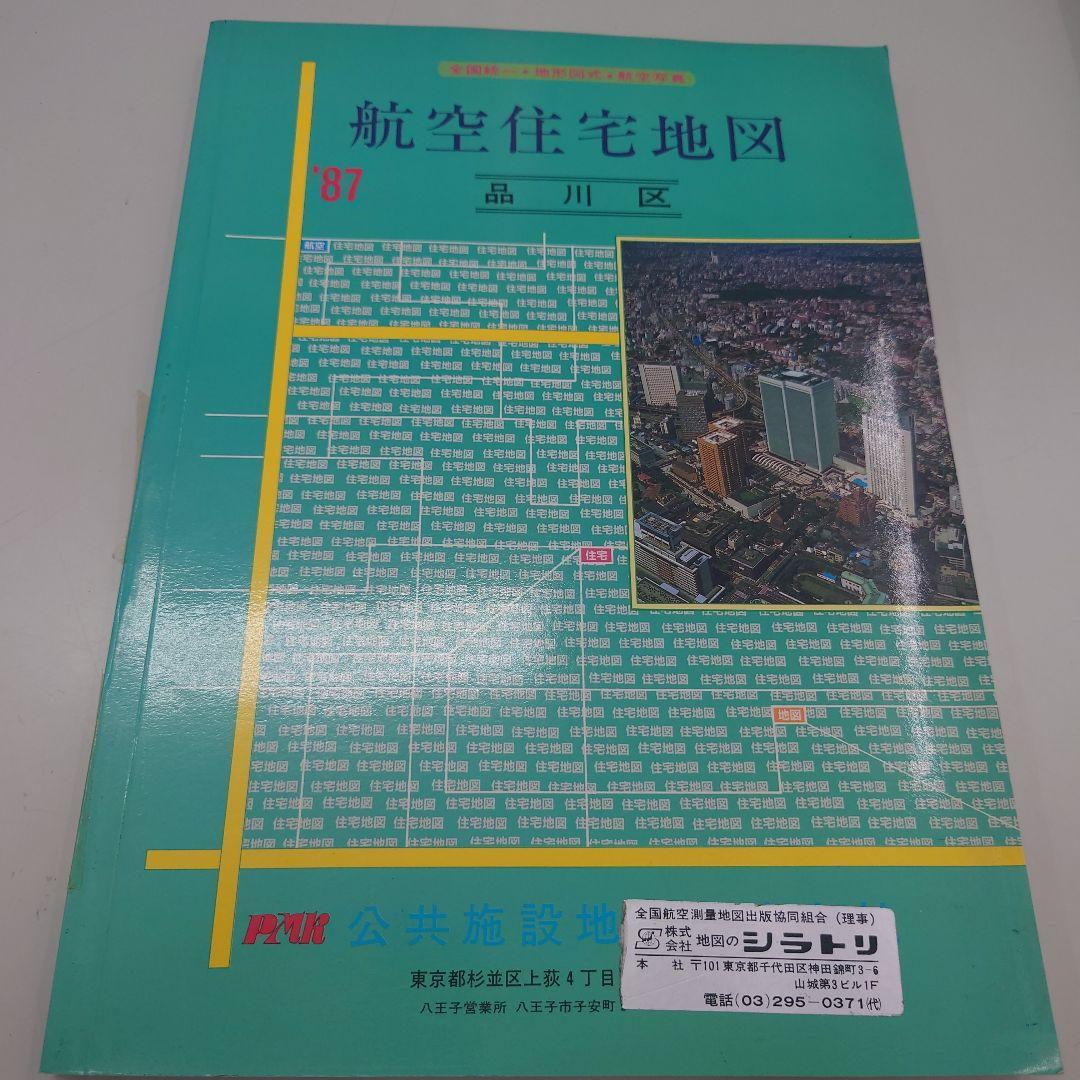 全国統一・地形図式・航空写真
航空住宅地図
'87
品川区
航空
住宅地図
住宅
地図
PMR 公共施設地
東京都杉並区上荻4丁目
八王子営業所 八王子市子安町
全国航空測量地図出版協同組合（理事）
株式会社 地図のシラトリ
本 社 〒101 東京都千代田区神田錦町3-6
山城第3ビル1F
電話(03)295-0371(代)